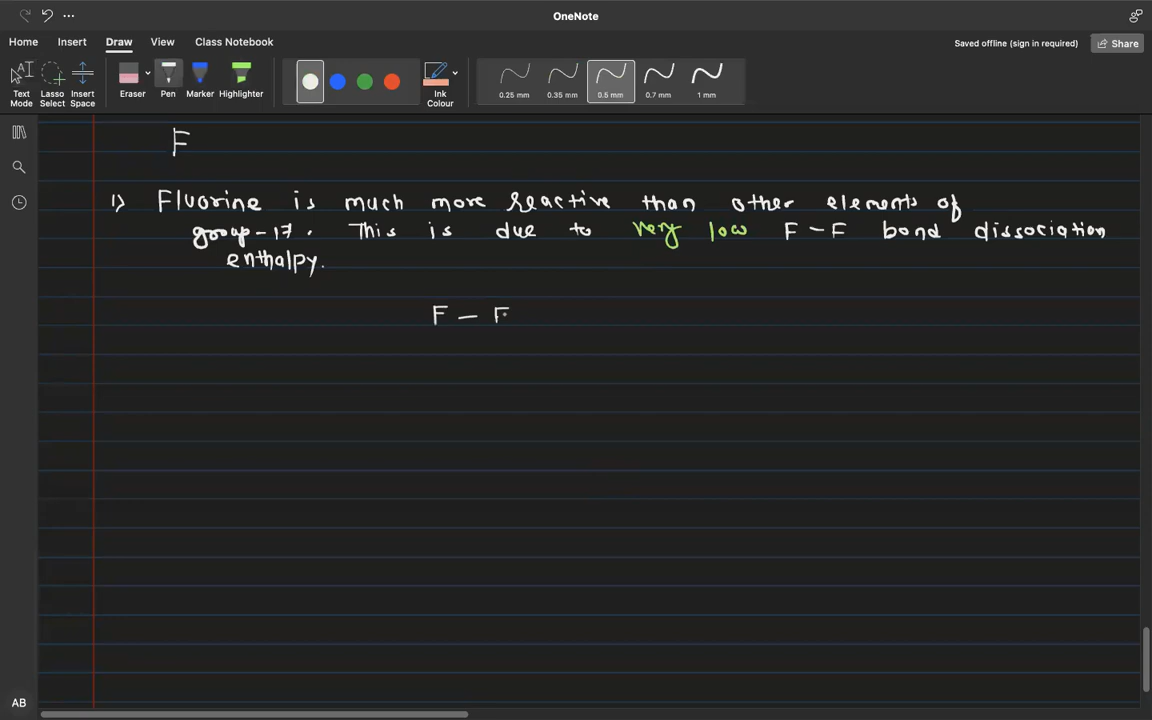 OneNote
Home Insert Draw View Class Notebook
Saved offline (sign in required) Share
Text Mode
Lasso Select
Insert Space
Eraser
Pen
Marker
Highlighter
Ink Colour
0.25 mm 0.35 mm 0.5 mm 0.7 mm 1 mm
F
1) Fluorine is much more reactive than other elements of
group-17. This is due to very low F-F bond dissociation
enthalpy.
F - F
AB